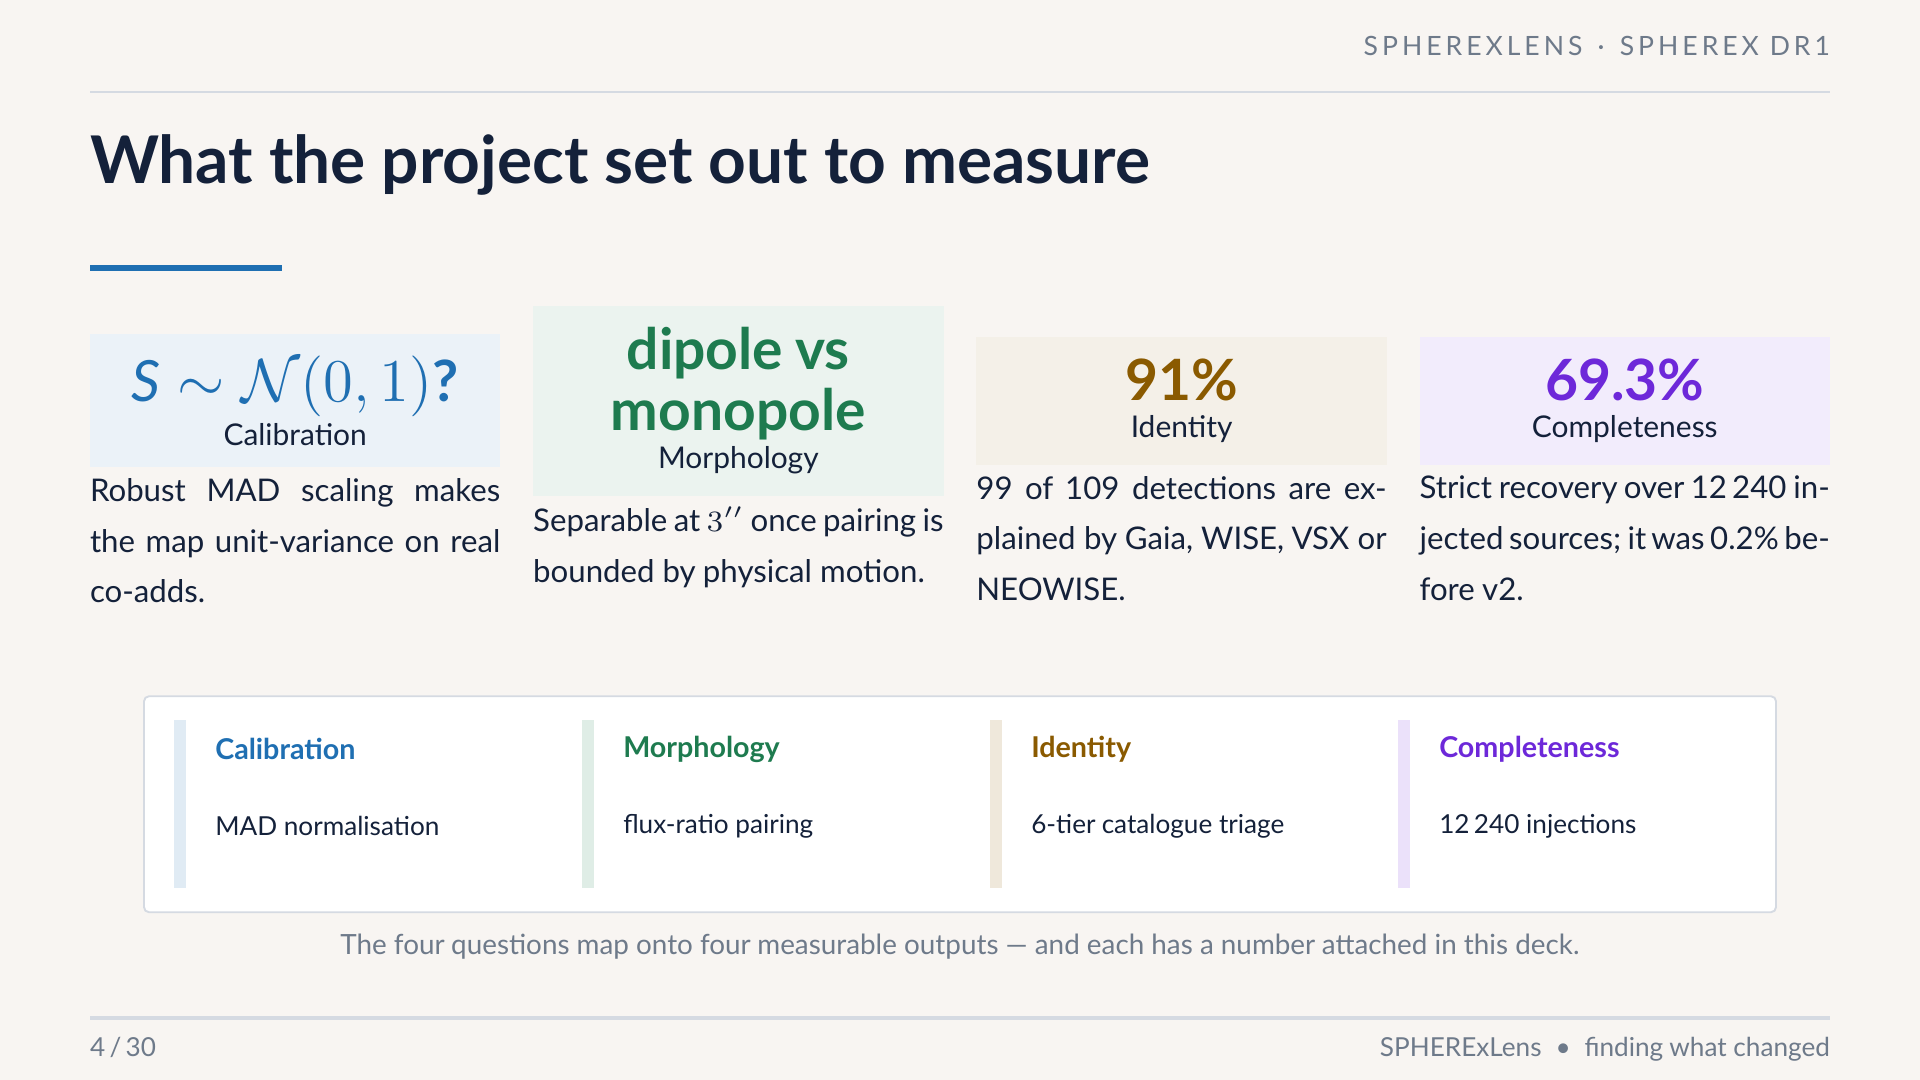 SPHEREXLENS · SPHEREX DR1
What the project set out to measure
S ∼ 𝒩(0, 1)?
Calibration
Robust MAD scaling makes
the map unit-variance on real
co-adds.
dipole vs
monopole
Morphology
Separable at 3′′ once pairing is
bounded by physical motion.
91%
Identity
99 of 109 detections are ex-
plained by Gaia, WISE, VSX or
NEOWISE.
69.3%
Completeness
Strict recovery over 12 240 in-
jected sources; it was 0.2% be-
fore v2.
Calibration
MAD normalisation
Morphology
flux-ratio pairing
Identity
6-tier catalogue triage
Completeness
12 240 injections
The four questions map onto four measurable outputs — and each has a number attached in this deck.
4 / 30
SPHERExLens • finding what changed